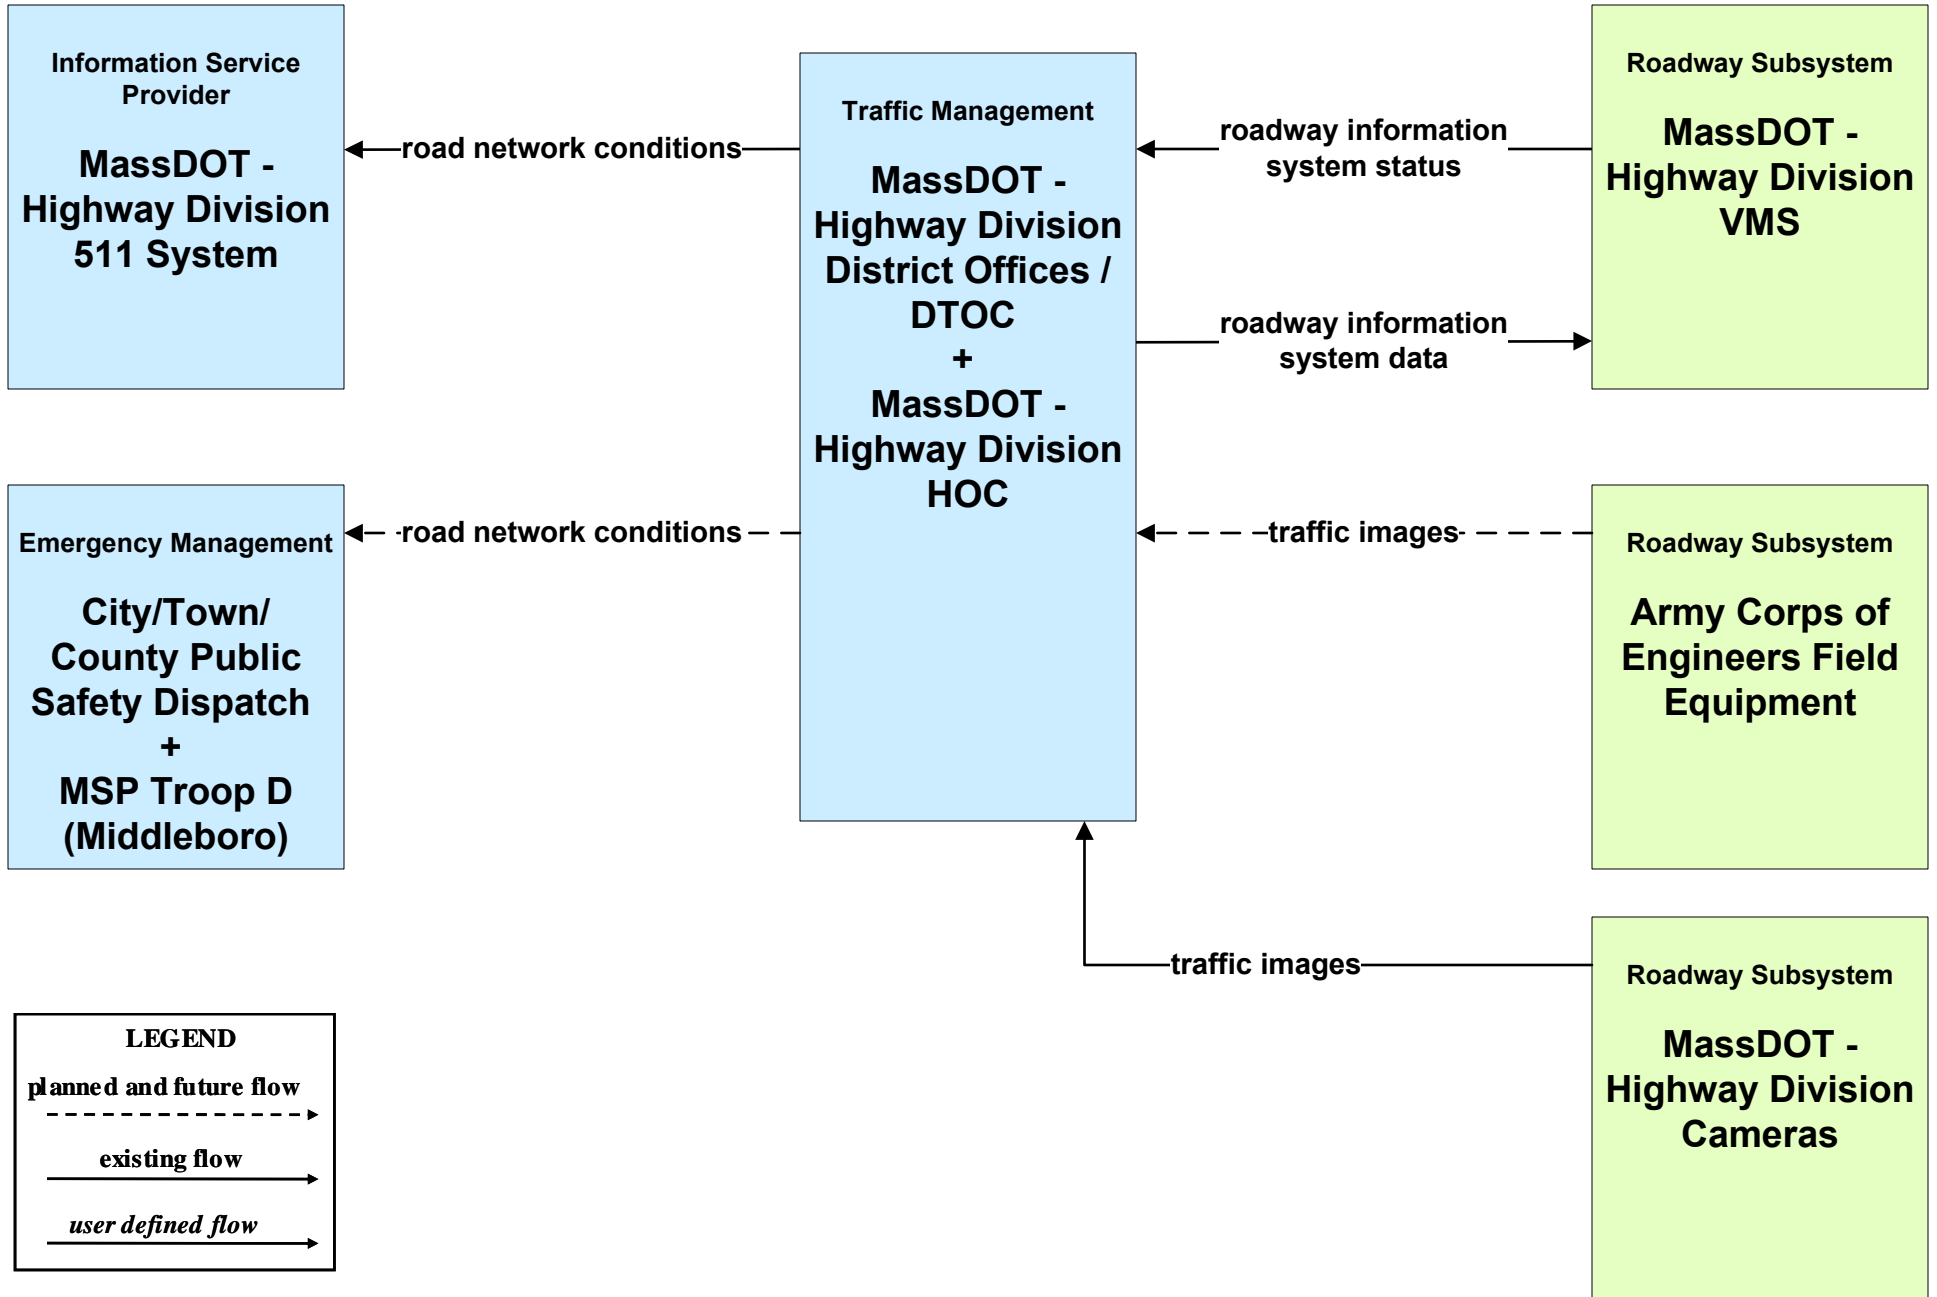 Information Service
Provider
MassDOT -
Highway Division
511 System
road network conditions
Traffic Management
MassDOT -
Highway Division
District Offices /
DTOC
+
MassDOT -
Highway Division
HOC
roadway information
system status
roadway information
system data
Roadway Subsystem
MassDOT -
Highway Division
VMS
Emergency Management
City/Town/
County Public
Safety Dispatch
+
MSP Troop D
(Middleboro)
road network conditions
traffic images
Roadway Subsystem
Army Corps of
Engineers Field
Equipment
traffic images
Roadway Subsystem
MassDOT -
Highway Division
Cameras
LEGEND
planned and future flow
existing flow
user defined flow